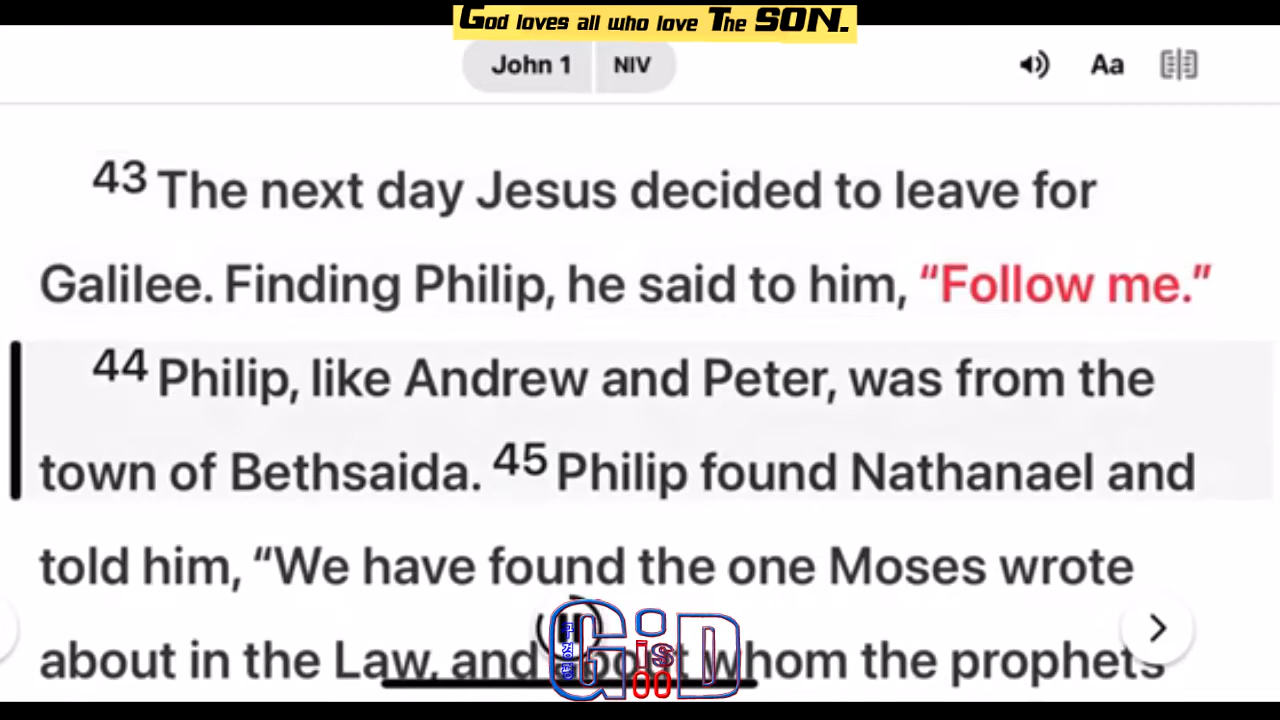 God loves all who love The SON.
John 1 NIV Aa
43 The next day Jesus decided to leave for
Galilee. Finding Philip, he said to him, “Follow me.”
44 Philip, like Andrew and Peter, was from the
town of Bethsaida. 45 Philip found Nathanael and
told him, “We have found the one Moses wrote
about in the Law, and about whom the prophets
GisD